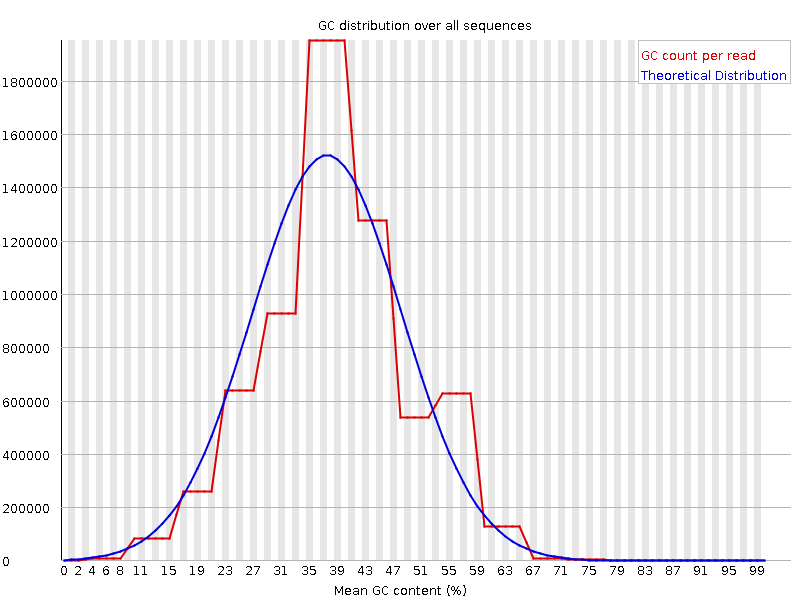 GC distribution over all sequences
GC count per read
Theoretical Distribution
1800000
1600000
1400000
1200000
1000000
800000
600000
400000
200000
0
0 2 4 6 8 11 15 19 23 27 31 35 39 43 47 51 55 59 63 67 71 75 79 83 87 91 95 99
Mean GC content (%)